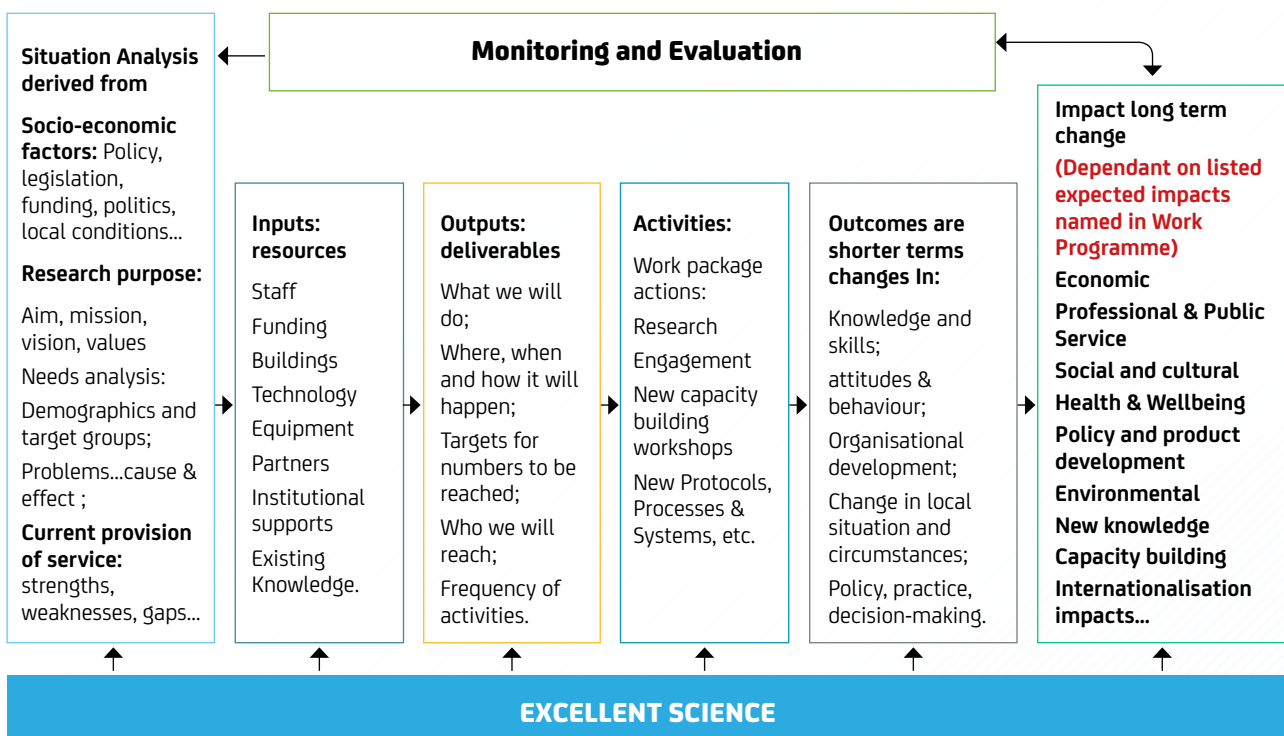 Monitoring and Evaluation
Situation Analysis
derived from
Socio-economic
factors: Policy,
legislation,
funding, politics,
local conditions...
Research purpose:
Aim, mission,
vision, values
Needs analysis:
Demographics and
target groups;
Problems...cause &
effect ;
Current provision
of service:
strengths,
weaknesses, gaps...
Inputs:
resources
Staff
Funding
Buildings
Technology
Equipment
Partners
Institutional
supports
Existing
Knowledge.
Outputs:
deliverables
What we will
do;
Where, when
and how it will
happen;
Targets for
numbers to be
reached;
Who we will
reach;
Frequency of
activities.
Activities:
Work package
actions:
Research
Engagement
New capacity
building
workshops
New Protocols,
Processes &
Systems, etc.
Outcomes are
shorter terms
changes In:
Knowledge and
skills;
attitudes &
behaviour;
Organisational
development;
Change in local
situation and
circumstances;
Policy, practice,
decision-making.
Impact long term
change
(Dependant on listed
expected impacts
named in Work
Programme)
Economic
Professional & Public
Service
Social and cultural
Health & Wellbeing
Policy and product
development
Environmental
New knowledge
Capacity building
Internationalisation
impacts...
EXCELLENT SCIENCE